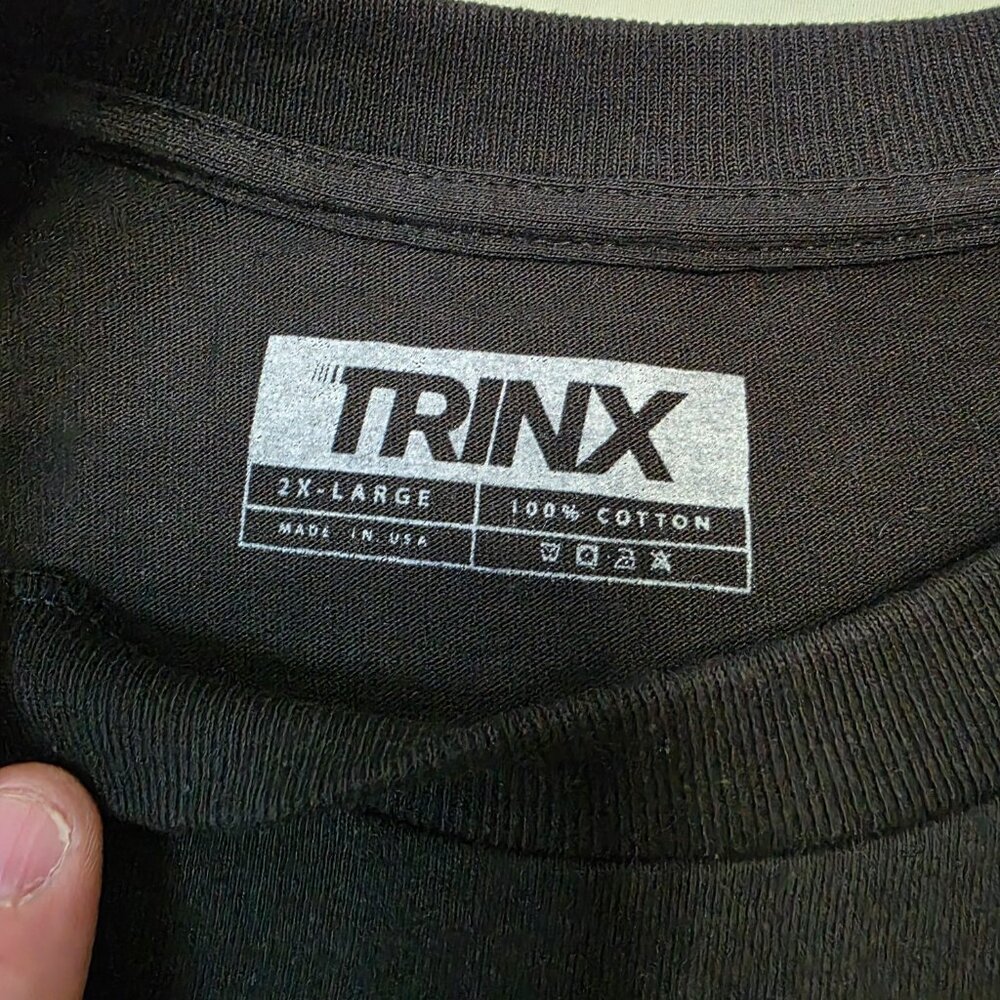 TRINX
2X-LARGE
100% COTTON
MADE IN USA